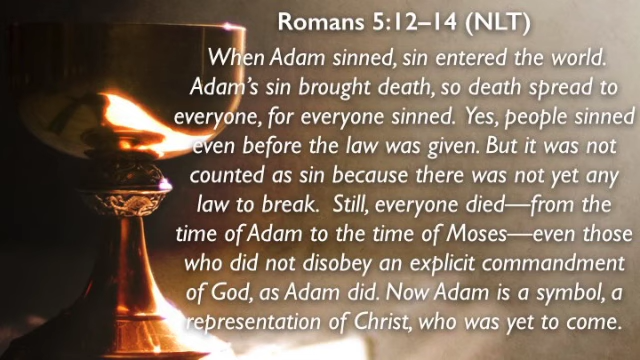 Romans 5:12–14 (NLT)
When Adam sinned, sin entered the world.
Adam's sin brought death, so death spread to
everyone, for everyone sinned. Yes, people sinned
even before the law was given. But it was not
counted as sin because there was not yet any
law to break. Still, everyone died—from the
time of Adam to the time of Moses—even those
who did not disobey an explicit commandment
of God, as Adam did. Now Adam is a symbol, a
representation of Christ, who was yet to come.